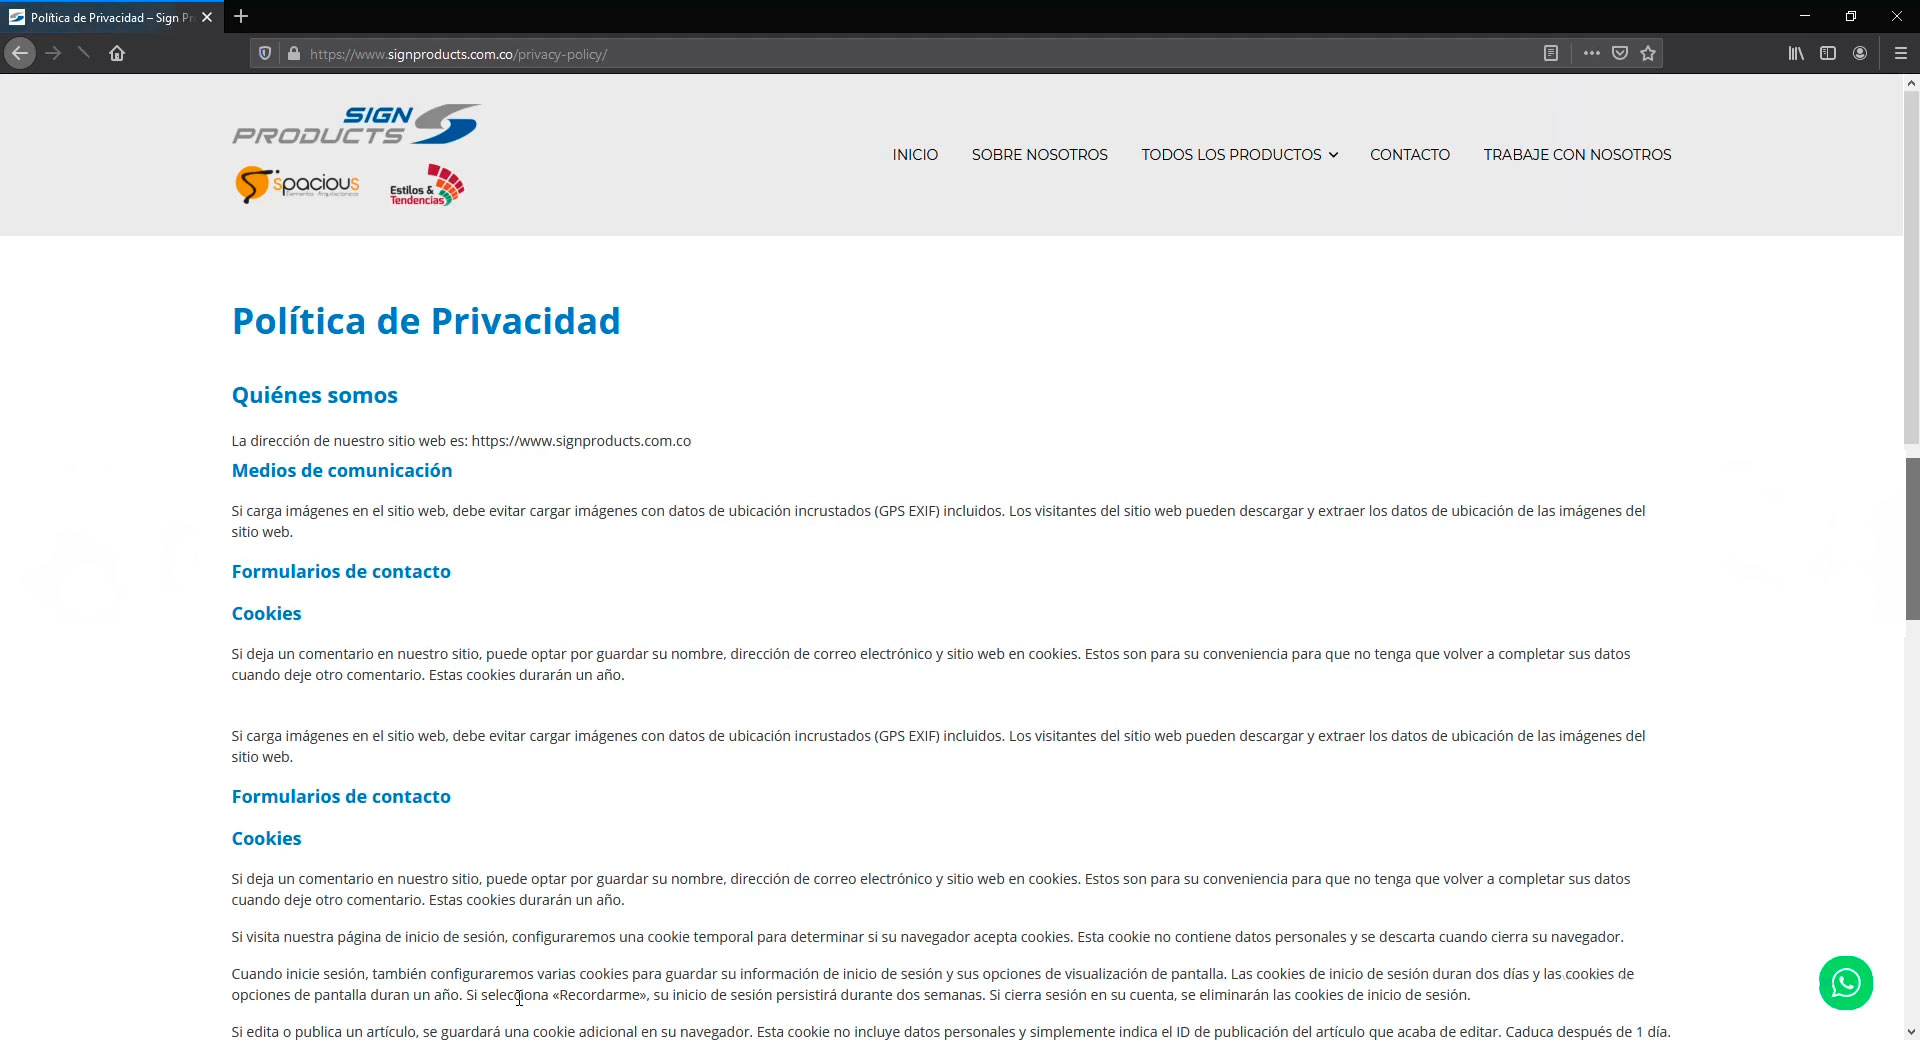 Política de Privacidad – Sign Pr
https://www.signproducts.com.co/privacy-policy/
SIGN
PRODUCTS
spacious
Elementos Arquitectónicos
Estilos &
Tendencias
INICIO
SOBRE NOSOTROS
TODOS LOS PRODUCTOS
CONTACTO
TRABAJE CON NOSOTROS
Política de Privacidad
Quiénes somos
La dirección de nuestro sitio web es: https://www.signproducts.com.co
Medios de comunicación
Si carga imágenes en el sitio web, debe evitar cargar imágenes con datos de ubicación incrustados (GPS EXIF) incluidos. Los visitantes del sitio web pueden descargar y extraer los datos de ubicación de las imágenes del
sitio web.
Formularios de contacto
Cookies
Si deja un comentario en nuestro sitio, puede optar por guardar su nombre, dirección de correo electrónico y sitio web en cookies. Estos son para su conveniencia para que no tenga que volver a completar sus datos
cuando deje otro comentario. Estas cookies durarán un año.
Si carga imágenes en el sitio web, debe evitar cargar imágenes con datos de ubicación incrustados (GPS EXIF) incluidos. Los visitantes del sitio web pueden descargar y extraer los datos de ubicación de las imágenes del
sitio web.
Formularios de contacto
Cookies
Si deja un comentario en nuestro sitio, puede optar por guardar su nombre, dirección de correo electrónico y sitio web en cookies. Estos son para su conveniencia para que no tenga que volver a completar sus datos
cuando deje otro comentario. Estas cookies durarán un año.
Si visita nuestra página de inicio de sesión, configuraremos una cookie temporal para determinar si su navegador acepta cookies. Esta cookie no contiene datos personales y se descarta cuando cierra su navegador.
Cuando inicie sesión, también configuraremos varias cookies para guardar su información de inicio de sesión y sus opciones de visualización de pantalla. Las cookies de inicio de sesión duran dos días y las cookies de
opciones de pantalla duran un año. Si selecciona «Recordarme», su inicio de sesión persistirá durante dos semanas. Si cierra sesión en su cuenta, se eliminarán las cookies de inicio de sesión.
Si edita o publica un artículo, se guardará una cookie adicional en su navegador. Esta cookie no incluye datos personales y simplemente indica el ID de publicación del artículo que acaba de editar. Caduca después de 1 día.